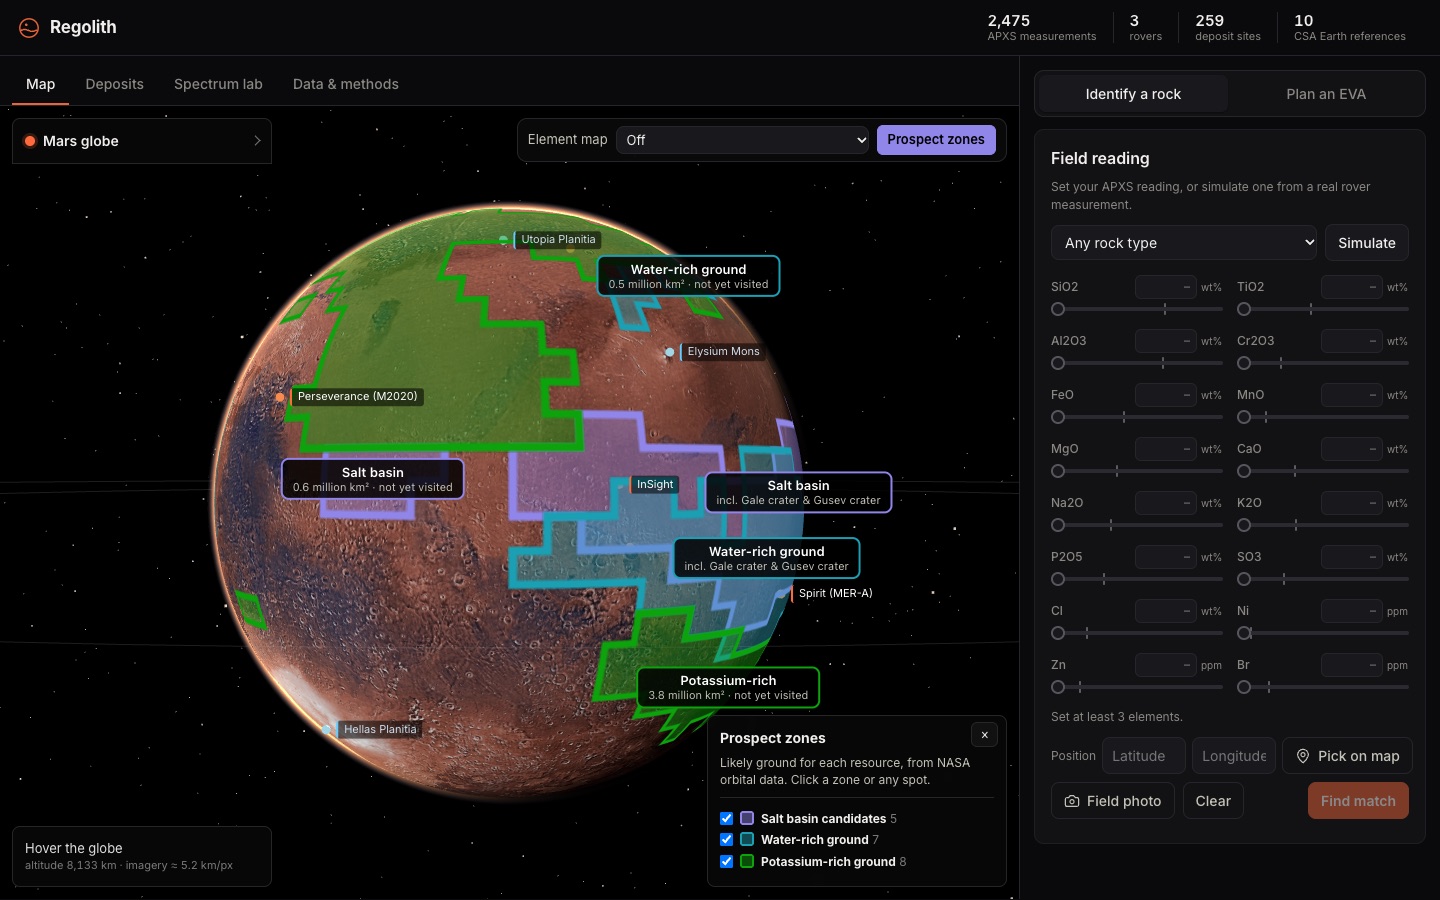 Regolith
2,475
APXS measurements
3
rovers
259
deposit sites
10
CSA Earth references
Map
Deposits
Spectrum lab
Data & methods
Mars globe
Element map
Off
Prospect zones
Utopia Planitia
Water-rich ground
0.5 million km² · not yet visited
Elysium Mons
Perseverance (M2020)
Salt basin
0.6 million km² · not yet visited
InSight
Salt basin
incl. Gale crater & Gusev crater
Water-rich ground
incl. Gale crater & Gusev crater
Spirit (MER-A)
Potassium-rich
3.8 million km² · not yet visited
Hellas Planitia
Prospect zones
x
Likely ground for each resource, from NASA
orbital data. Click a zone or any spot.
Salt basin candidates 5
Water-rich ground 7
Potassium-rich ground 8
Hover the globe
altitude 8,133 km · imagery ≈ 5.2 km/px
Identify a rock
Plan an EVA
Field reading
Set your APXS reading, or simulate one from a real rover
measurement.
Any rock type
Simulate
SiO2 – wt%
TiO2 – wt%
Al2O3 – wt%
Cr2O3 – wt%
FeO – wt%
MnO – wt%
MgO – wt%
CaO – wt%
Na2O – wt%
K2O – wt%
P2O5 – wt%
SO3 – wt%
Cl – wt%
Ni – ppm
Zn – ppm
Br – ppm
Set at least 3 elements.
Position
Latitude
Longitude
Pick on map
Field photo
Clear
Find match